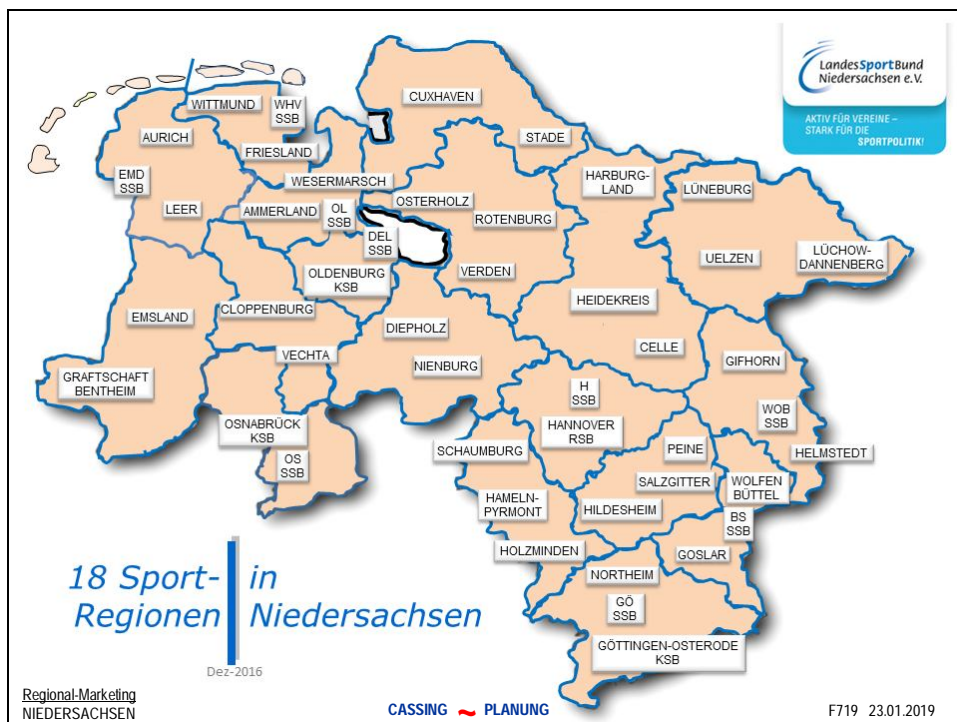 LandesSportBund
Niedersachsen e.V.
AKTIV FÜR VEREINE –
STARK FÜR DIE
SPORTPOLITIK!
CUXHAVEN
WITTMUND
WHV
SSB
AURICH
STADE
FRIESLAND
HARBURG-
LAND
EMD
SSB
WESERMARSCH
LÜNEBURG
LEER
AMMERLAND
OL
SSB
OSTERHOLZ
ROTENBURG
DEL
SSB
UELZEN
LÜCHOW-
DANNENBERG
OLDENBURG
KSB
VERDEN
EMSLAND
CLOPPENBURG
HEIDEKREIS
DIEPHOLZ
CELLE
VECHTA
NIENBURG
GIFHORN
GRAFTSCHAFT
BENTHEIM
H
SSB
OSNABRÜCK
KSB
HANNOVER
RSB
WOB
SSB
SCHAUMBURG
PEINE
HELMSTEDT
OS
SSB
SALZGITTER
WOLFEN
BÜTTEL
HAMELN-
PYRMONT
HILDESHEIM
BS
SSB
HOLZMINDEN
GOSLAR
NORTHEIM
GÖ
SSB
GÖTTINGEN-OSTERODE
KSB
18 Sport- in
Regionen Niedersachsen
Dez-2016
Regional-Marketing
NIEDERSACHSEN
CASSING ~ PLANUNG
F719 23.01.2019